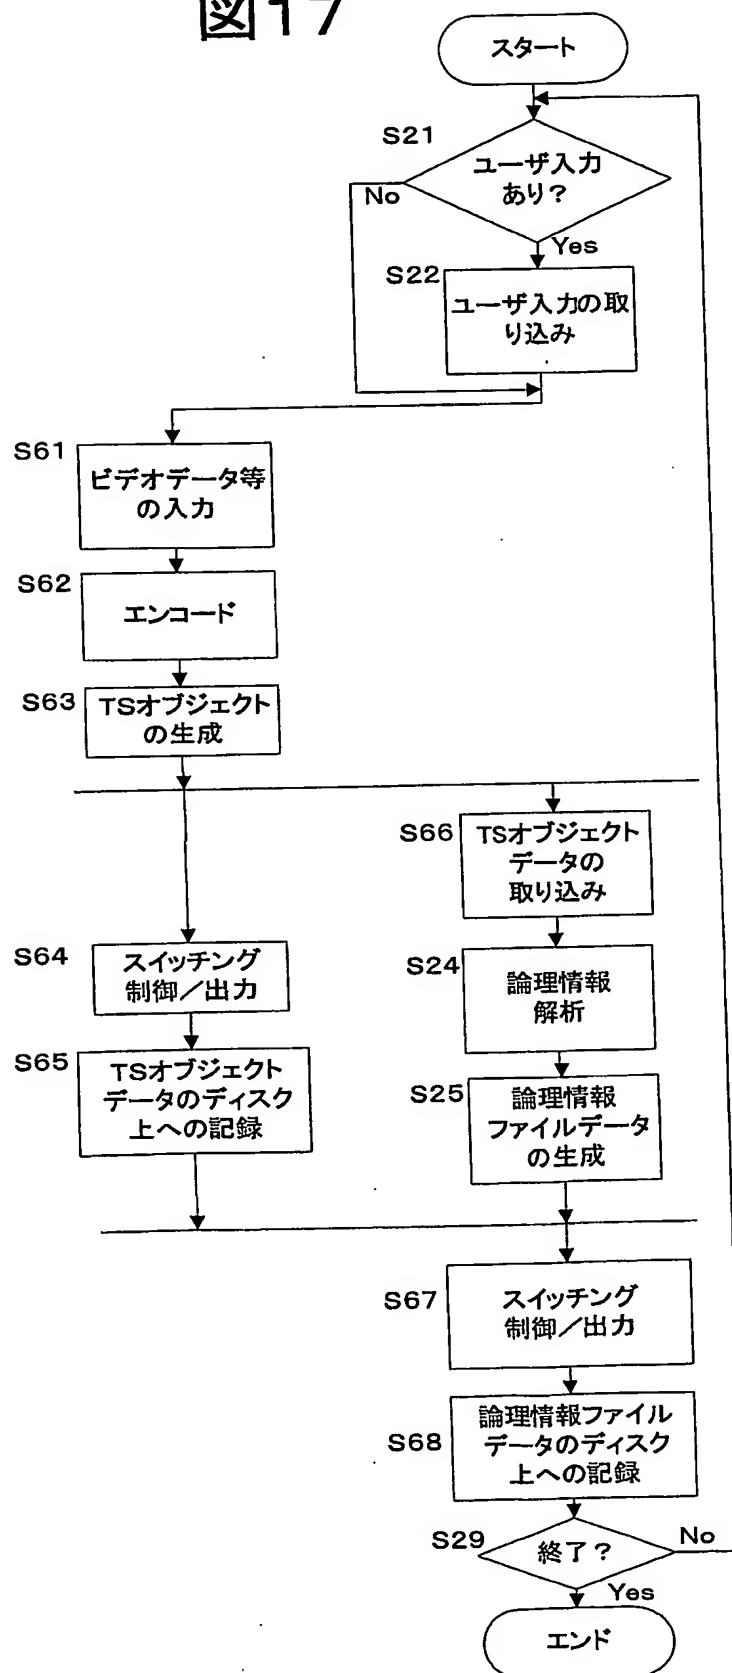 図17
スタート
S21
ユーザ入力
あり？
No
Yes
S22
ユーザ入力の取
り込み
S61
ビデオデータ等
の入力
S62
エンコード
S63
TSオブジェクト
の生成
S66
TSオブジェクト
データの
取り込み
S64
スイッチング
制御／出力
S24
論理情報
解析
S65
TSオブジェクト
データのディスク
上への記録
S25
論理情報
ファイルデータ
の生成
S67
スイッチング
制御／出力
S68
論理情報ファイル
データのディスク
上への記録
S29
終了？
No
Yes
エンド